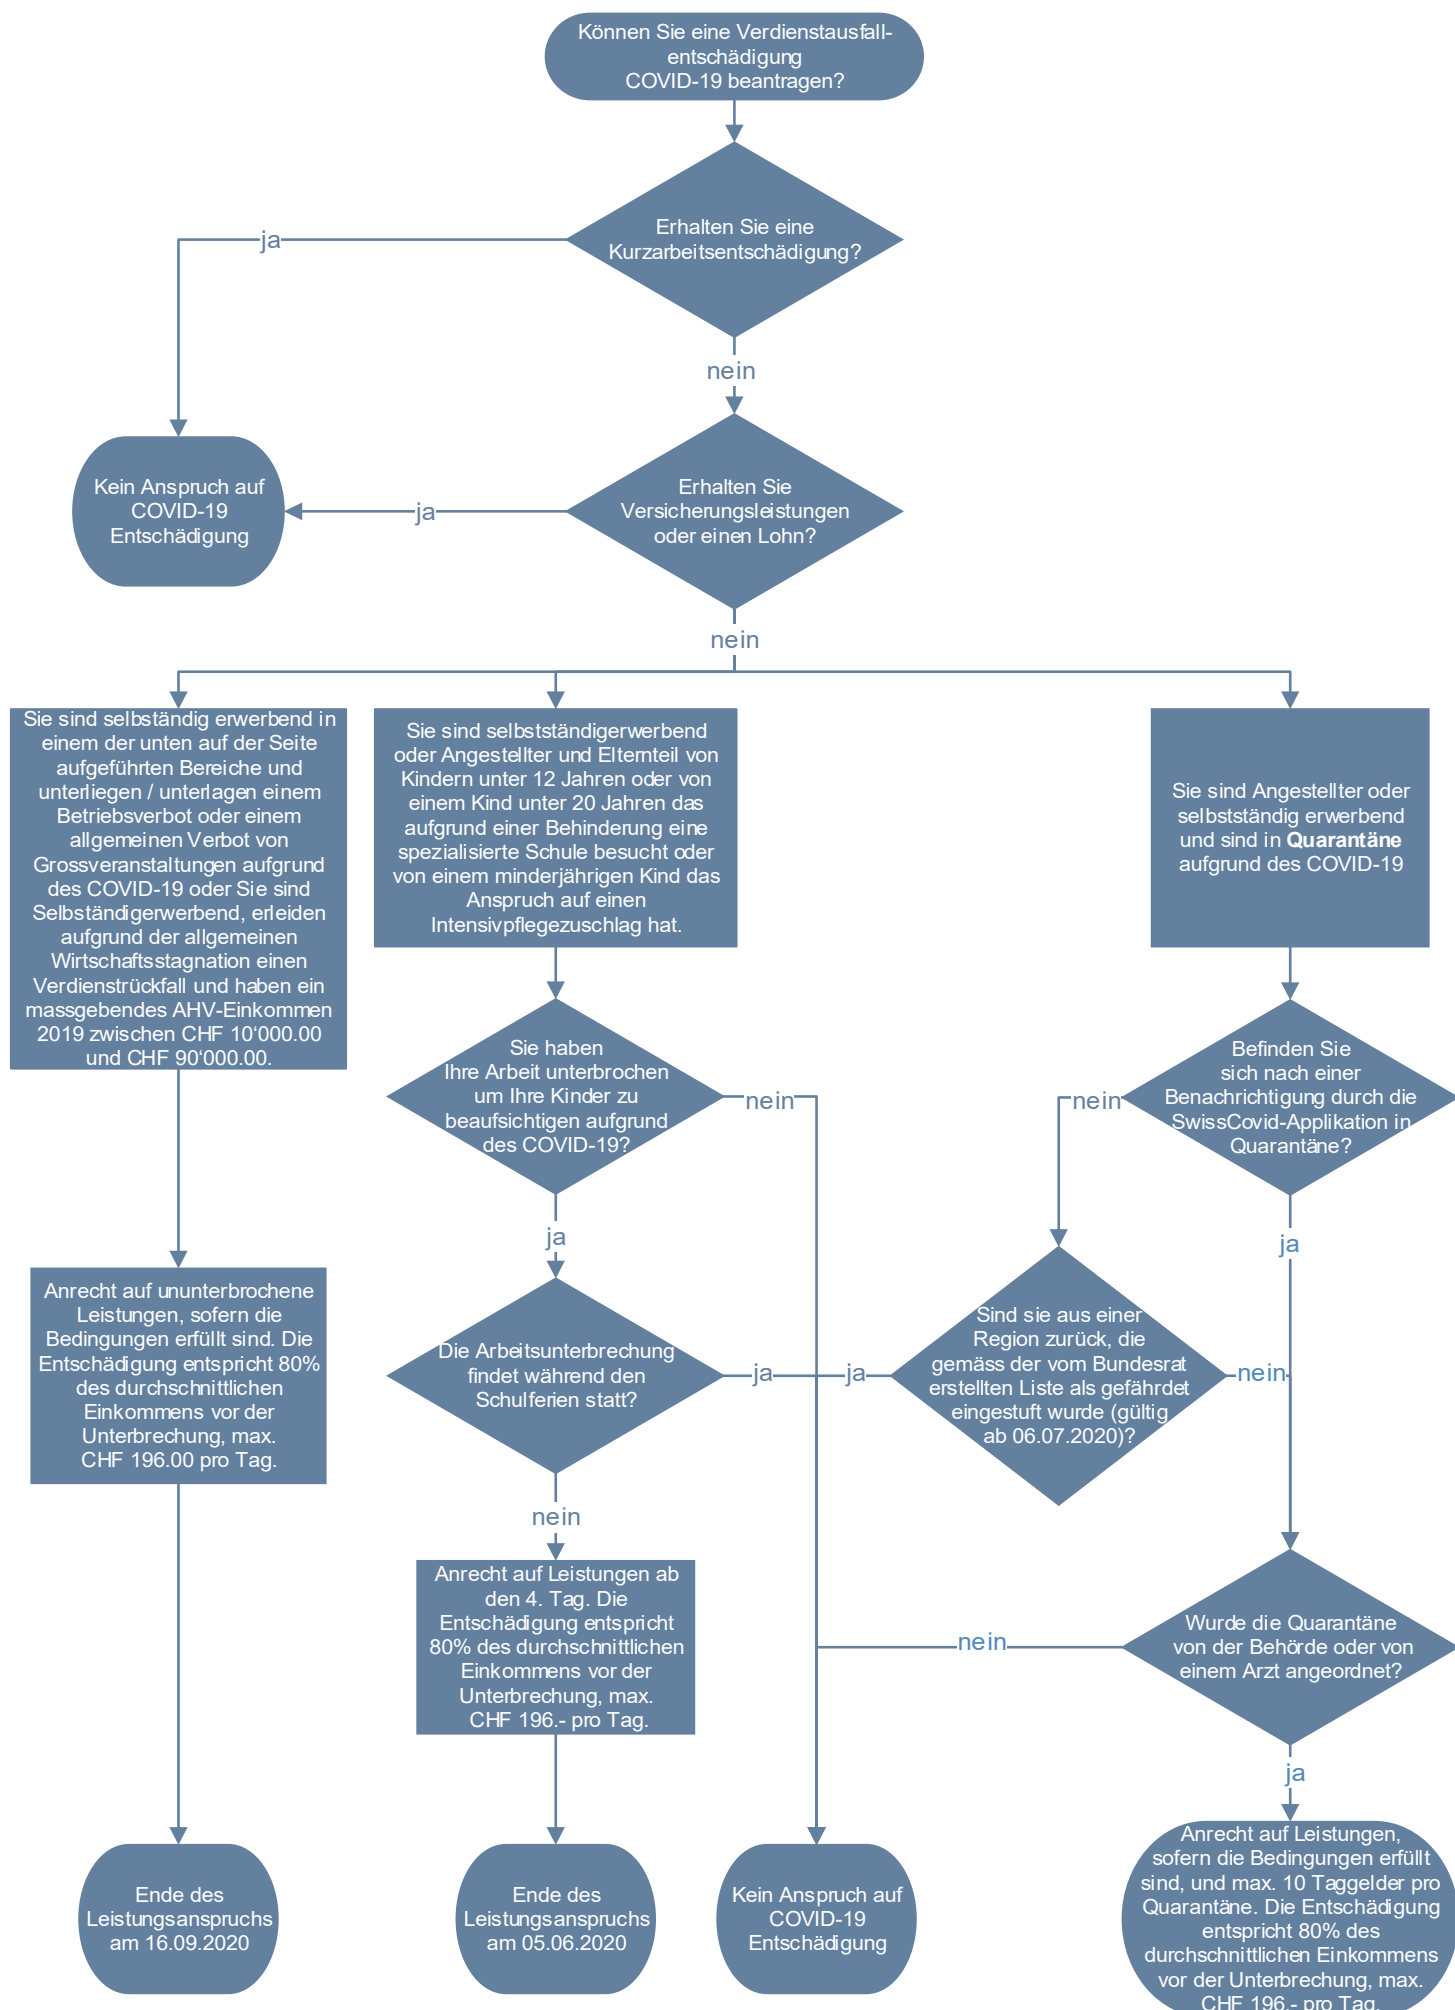 Können Sie eine Verdienstausfall-
entschädigung
COVID-19 beantragen?
Erhalten Sie eine
Kurzarbeitsentschädigung?
ja
nein
Kein Anspruch auf
COVID-19
Entschädigung
ja
Erhalten Sie
Versicherungsleistungen
oder einen Lohn?
nein
Sie sind selbständig erwerbend in
einem der unten auf der Seite
aufgeführten Bereiche und
unterliegen / unterlagen einem
Betriebsverbot oder einem
allgemeinen Verbot von
Grossveranstaltungen aufgrund
des COVID-19 oder Sie sind
Selbständigerwerbend, erleiden
aufgrund der allgemeinen
Wirtschaftsstagnation einen
Verdienstrückfall und haben ein
massgebendes AHV-Einkommen
2019 zwischen CHF 10‘000.00
und CHF 90‘000.00.
Sie sind selbstständigerwerbend
oder Angestellter und Elternteil von
Kindern unter 12 Jahren oder von
einem Kind unter 20 Jahren das
aufgrund einer Behinderung eine
spezialisierte Schule besucht oder
von einem minderjährigen Kind das
Anspruch auf einen
Intensivpflegezuschlag hat.
Sie sind Angestellter oder
selbstständig erwerbend
und sind in Quarantäne
aufgrund des COVID-19
Sie haben
Ihre Arbeit unterbrochen
um Ihre Kinder zu
beaufsichtigen aufgrund
des COVID-19?
nein
nein
Befinden Sie
sich nach einer
Benachrichtigung durch die
SwissCovid-Applikation in
Quarantäne?
ja
ja
Anrecht auf ununterbrochene
Leistungen, sofern die
Bedingungen erfüllt sind. Die
Entschädigung entspricht 80%
des durchschnittlichen
Einkommens vor der
Unterbrechung, max.
CHF 196.00 pro Tag.
Die Arbeitsunterbrechung
findet während den
Schulferien statt?
ja
ja
Sind sie aus einer
Region zurück, die
gemäss der vom Bundesrat
erstellten Liste als gefährdet
eingestuft wurde (gültig
ab 06.07.2020)?
nein
nein
Anrecht auf Leistungen ab
den 4. Tag. Die
Entschädigung entspricht
80% des durchschnittlichen
Einkommens vor der
Unterbrechung, max.
CHF 196.- pro Tag.
nein
Wurde die Quarantäne
von der Behörde oder von
einem Arzt angeordnet?
ja
Ende des
Leistungsanspruchs
am 16.09.2020
Ende des
Leistungsanspruchs
am 05.06.2020
Kein Anspruch auf
COVID-19
Entschädigung
Anrecht auf Leistungen,
sofern die Bedingungen erfüllt
sind, und max. 10 Taggelder pro
Quarantäne. Die Entschädigung
entspricht 80% des
durchschnittlichen Einkommens
vor der Unterbrechung, max.
CHF 196.- pro Tag.